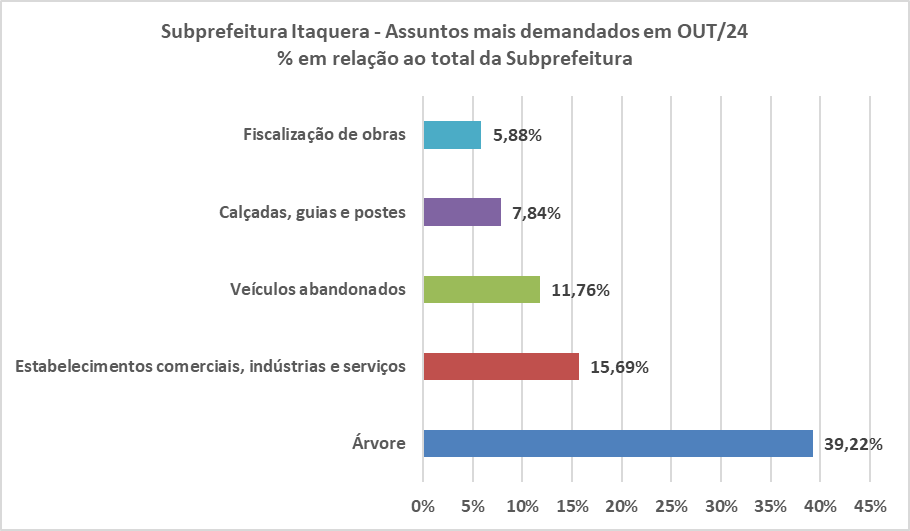 Subprefeitura Itaquera - Assuntos mais demandados em OUT/24
% em relação ao total da Subprefeitura
Fiscalização de obras 5,88%
Calçadas, guias e postes 7,84%
Veículos abandonados 11,76%
Estabelecimentos comerciais, indústrias e serviços 15,69%
Árvore 39,22%
0% 5% 10% 15% 20% 25% 30% 35% 40% 45%